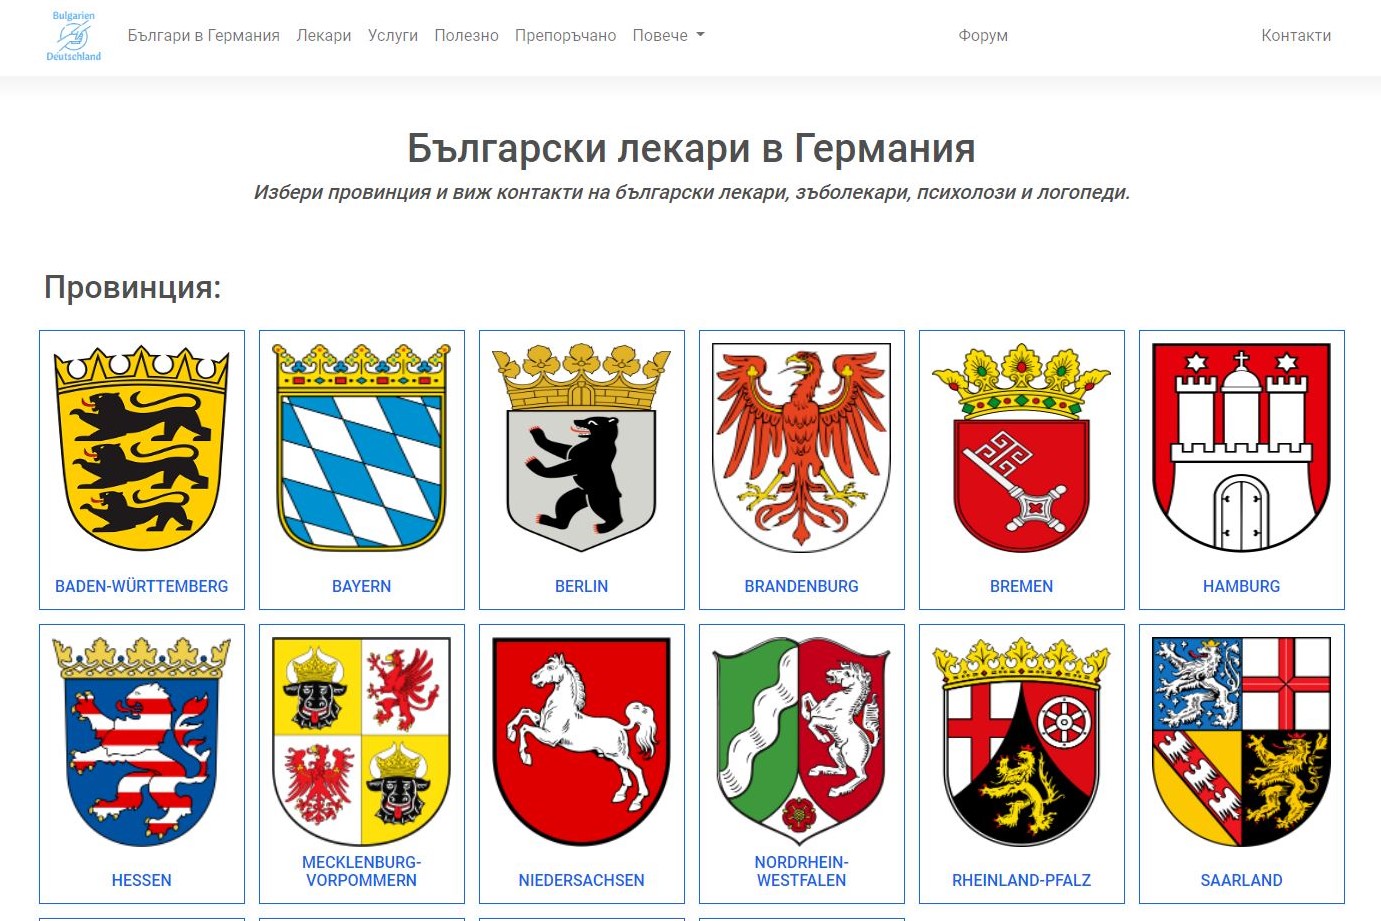 Bulgarien
Deutschland
Българи в Германия Лекари Услуги Полезно Препоръчано Повече Форум Контакти
Български лекари в Германия
Избери провинция и виж контакти на български лекари, зъболекари, психолози и логопеди.
Провинция:
BADEN-WÜRTTEMBERG BAYERN BERLIN BRANDENBURG BREMEN HAMBURG
HESSEN
MECKLENBURG-
VORPOMMERN
NIEDERSACHSEN
NORDRHEIN-
WESTFALEN
RHEINLAND-PFALZ
SAARLAND